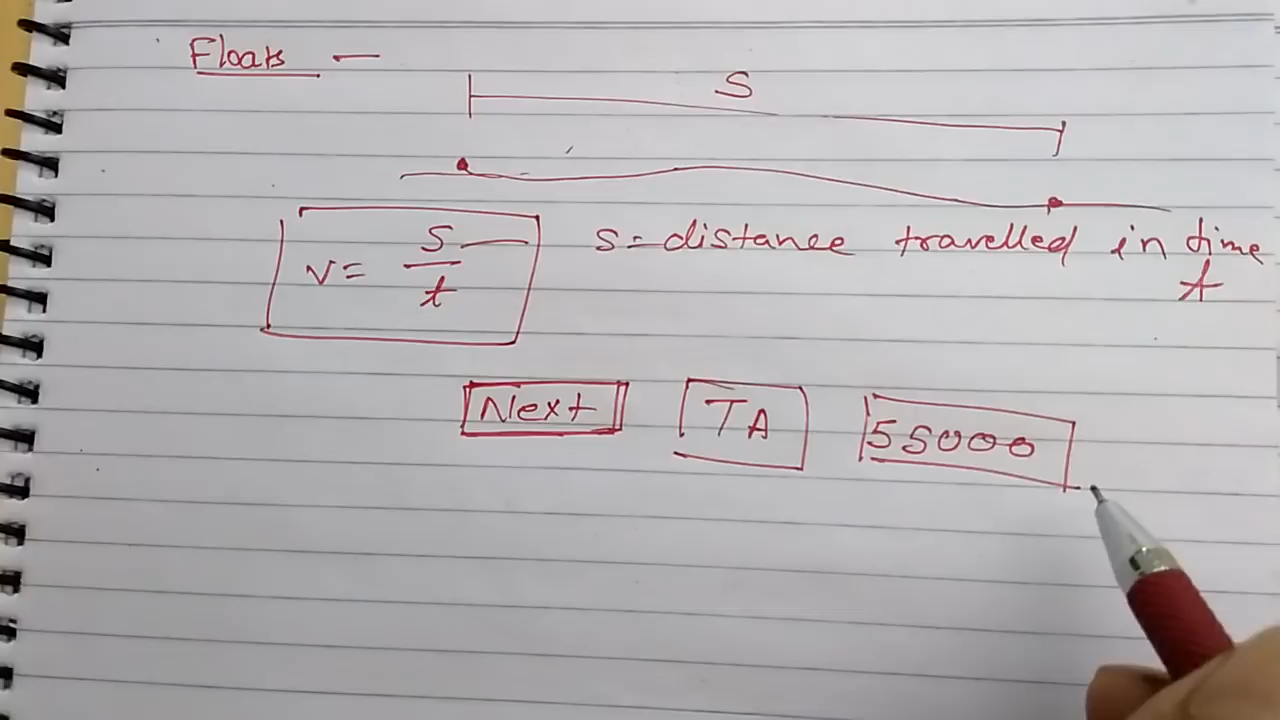 Floats —
S
v = s/t
s = distance travelled in time
t
Next TA 55000